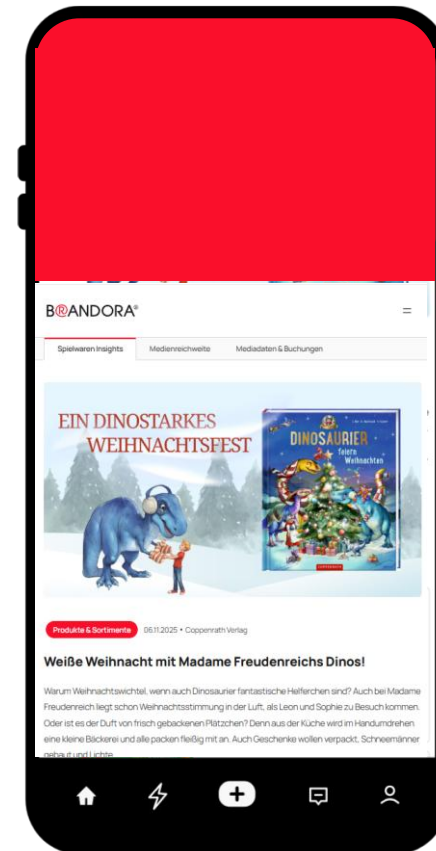 B®ANDORA®
Spielwaren Insights Medienreichweite Mediadaten & Buchungen
EIN DINOSTARKES
WEIHNACHTSFEST
DINOSAURIER
feiern
Weihnachten
COPPENRATH
Produkte & Sortimente 06.11.2025 • Coppenrath Verlag
Weiße Weihnacht mit Madame Freudenreichs Dinos!
Warum Weihnachtswichtel, wenn auch Dinosaurier fantastische Helferchen sind? Auch bei Madame
Freudenreich liegt schon Weihnachtsstimmung in der Luft, als Leon und Sophie zu Besuch kommen.
Oder ist es der Duft von frisch gebackenen Plätzchen? Denn aus der Küche wird im Handumdrehen
eine kleine Bäckerei und alle packen fleißig mit an. Auch Geschenke wollen verpackt, Schneemänner
gebaut und Lichte